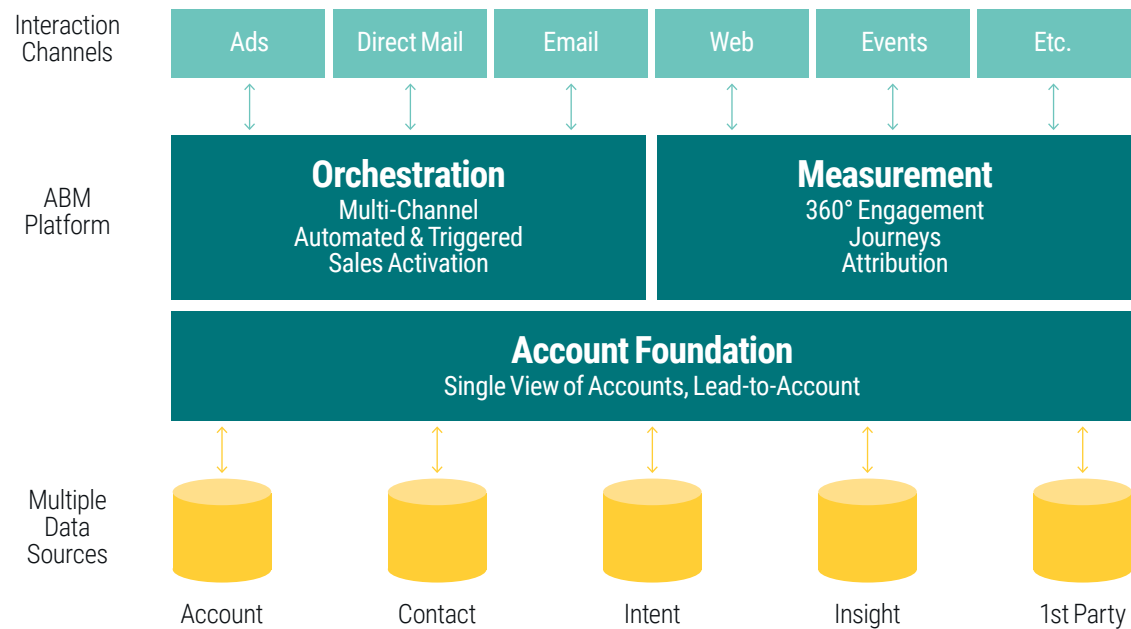 Interaction
Channels
Ads
Direct Mail
Email
Web
Events
Etc.
ABM
Platform
Orchestration
Multi-Channel
Automated & Triggered
Sales Activation
Measurement
360° Engagement
Journeys
Attribution
Account Foundation
Single View of Accounts, Lead-to-Account
Multiple
Data
Sources
Account
Contact
Intent
Insight
1st Party